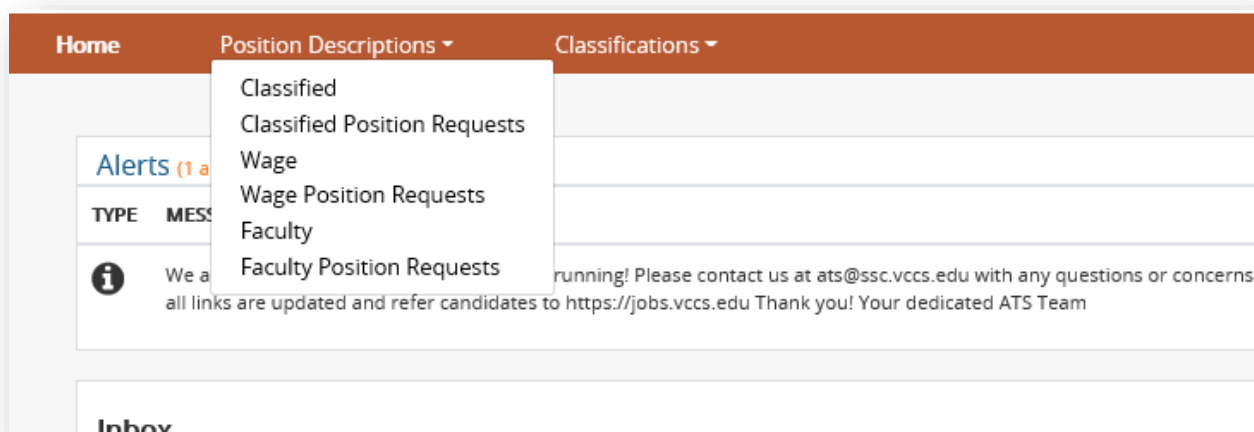 Home Position Descriptions Classifications
Classified
Classified Position Requests
Wage
Wage Position Requests
Faculty
Faculty Position Requests
Alerts (1 a
TYPE MESS
We a running! Please contact us at ats@ssc.vccs.edu with any questions or concerns
all links are updated and refer candidates to https://jobs.vccs.edu Thank you! Your dedicated ATS Team
Inbox